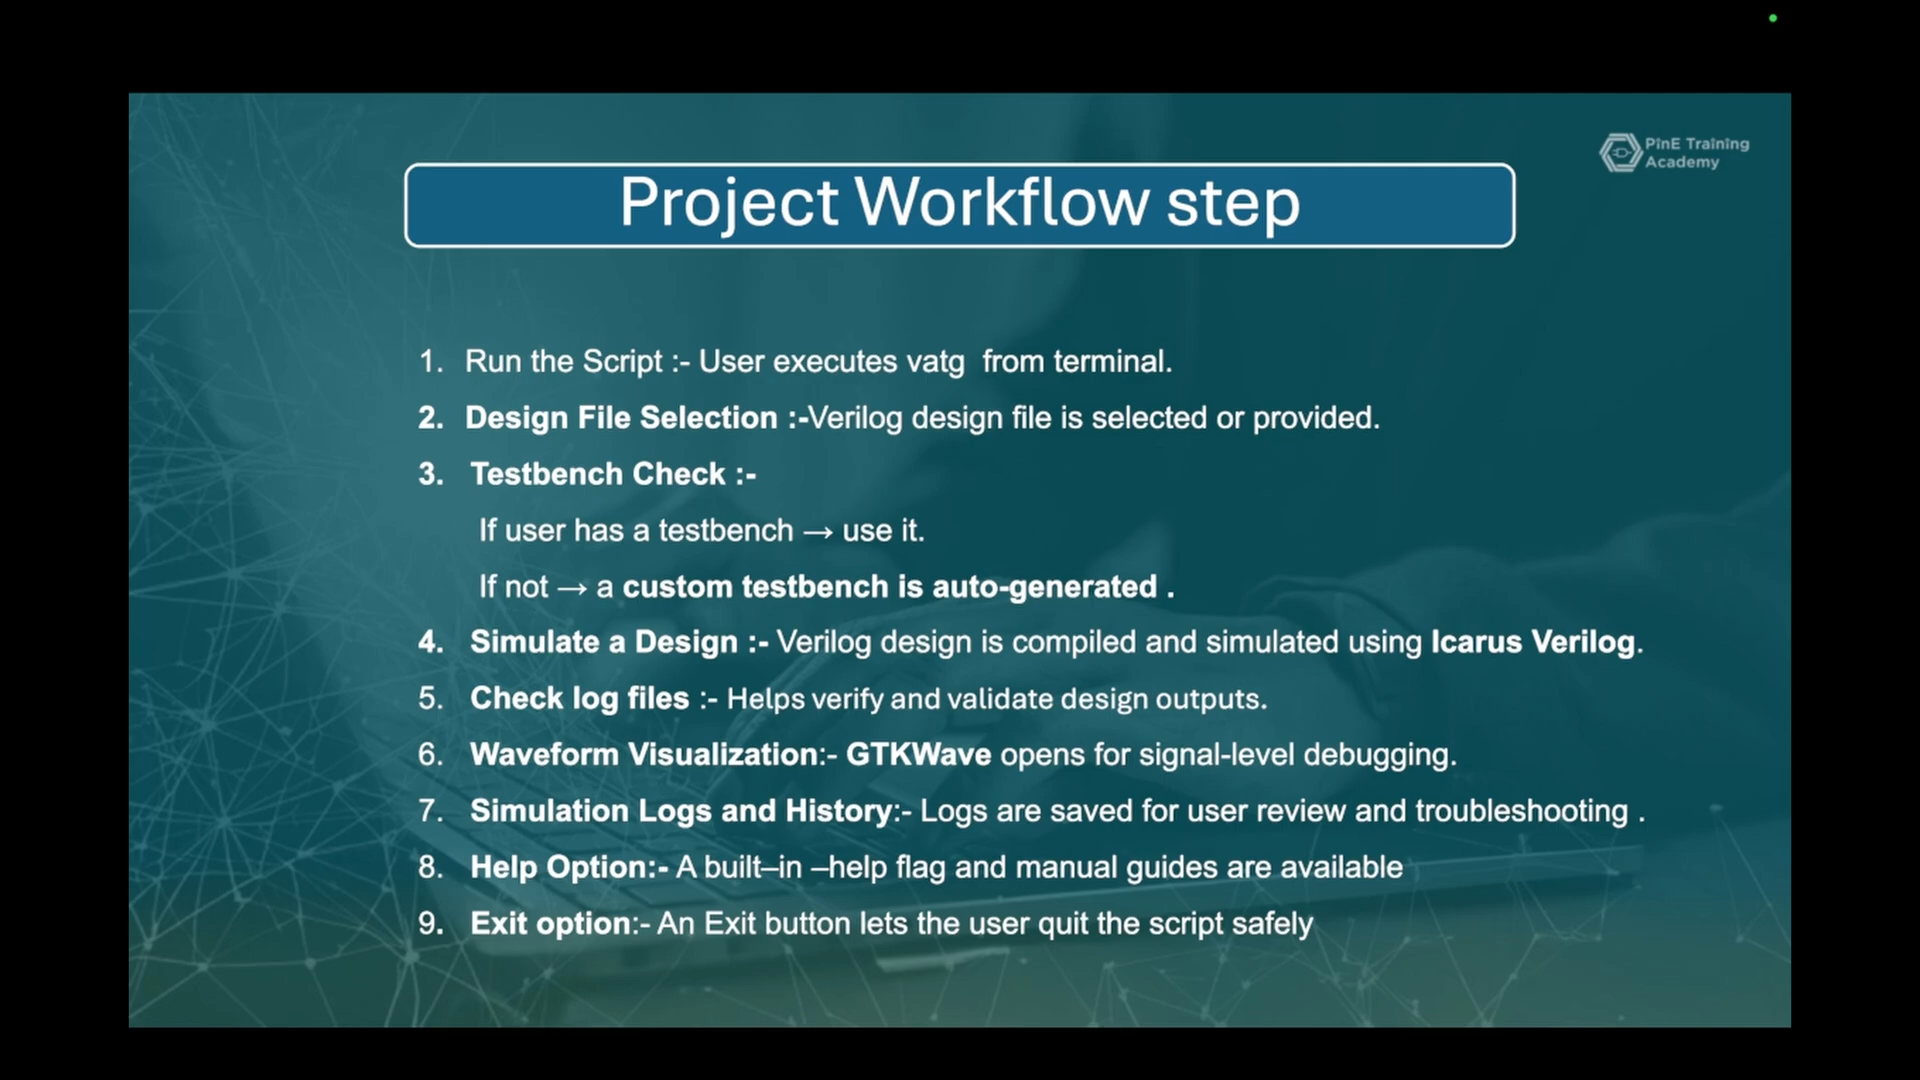 PinE Training
Academy
Project Workflow step
1. Run the Script :- User executes vatg from terminal.
2. Design File Selection :-Verilog design file is selected or provided.
3. Testbench Check :-
If user has a testbench → use it.
If not → a custom testbench is auto-generated .
4. Simulate a Design :- Verilog design is compiled and simulated using Icarus Verilog.
5. Check log files :- Helps verify and validate design outputs.
6. Waveform Visualization:- GTKWave opens for signal-level debugging.
7. Simulation Logs and History:- Logs are saved for user review and troubleshooting .
8. Help Option:- A built–in –help flag and manual guides are available
9. Exit option:- An Exit button lets the user quit the script safely